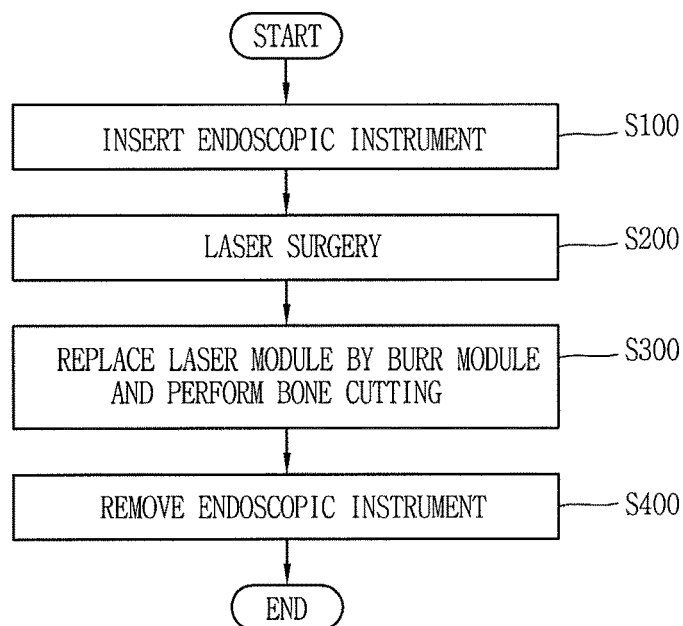 START
INSERT ENDOSCOPIC INSTRUMENT
S100
LASER SURGERY
S200
REPLACE LASER MODULE BY BURR MODULE
AND PERFORM BONE CUTTING
S300
REMOVE ENDOSCOPIC INSTRUMENT
S400
END